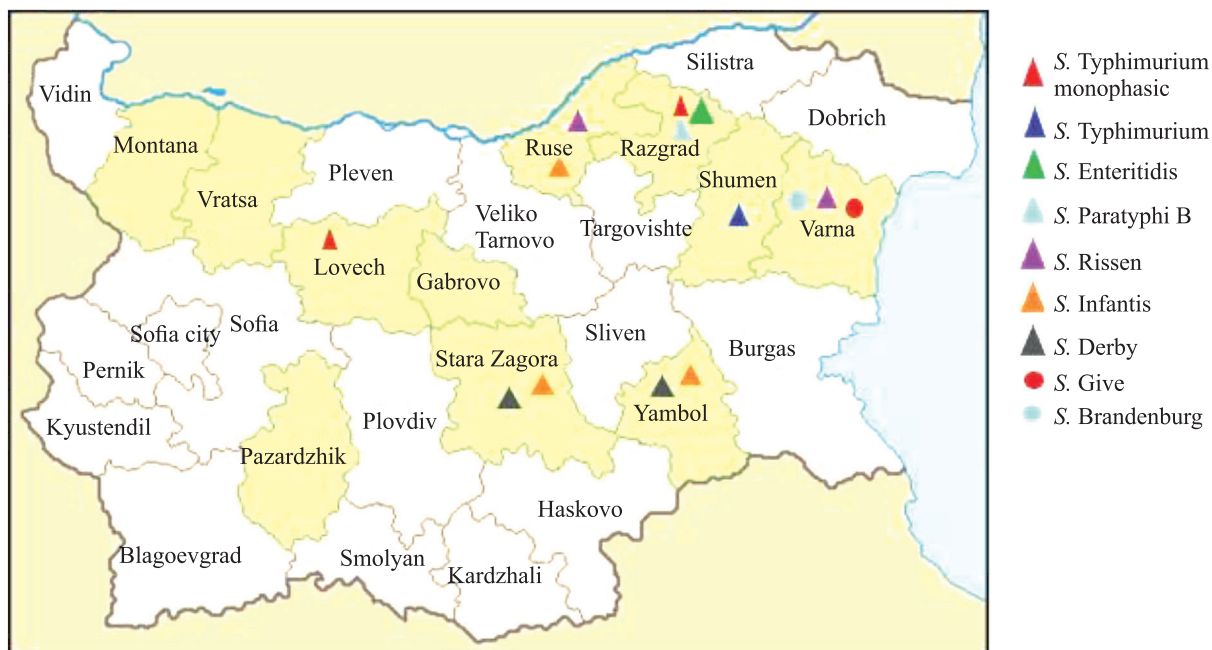 Silistra
Vidin
Dobrich
Montana
Ruse
Razgrad
Pleven
Shumen
Vratsa
Veliko
Tarnovo
Targovishte
Varna
Lovech
Gabrovo
Sofia city
Sofia
Sliven
Burgas
Pernik
Stara Zagora
Yambol
Kyustendil
Plovdiv
Pazardzhik
Haskovo
Blagoevgrad
Smolyan
Kardzhali
S. Typhimurium
monophasic
S. Typhimurium
S. Enteritidis
S. Paratyphi B
S. Rissen
S. Infantis
S. Derby
S. Give
S. Brandenburg